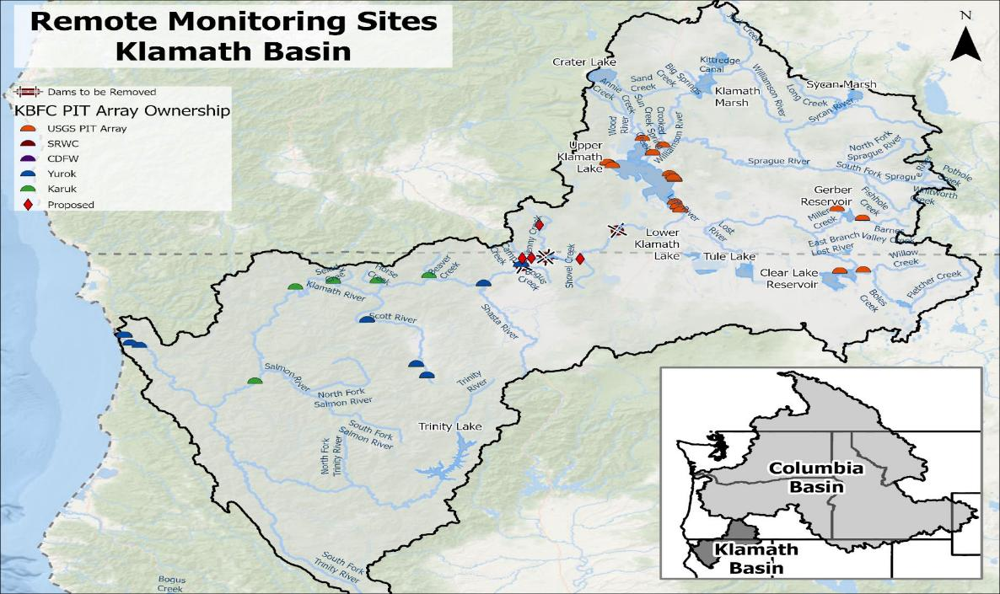 Remote Monitoring Sites
Klamath Basin
N
Dams to be Removed
KBFC PIT Array Ownership
USGS PIT Array
SRWC
CDFW
Yurok
Karuk
Proposed
Crater Lake
Annie
Creek
Sand
Creek
Sun
Creek
Big Springs
Creek
Kittredge
Canal
Klamath
Marsh
Williamson River
Long Creek
Sycan Marsh
Sycan River
Wood
River
Crooked
Creek
Williamson River
Upper
Klamath
Lake
Sprague River
North Fork
Sprague River
South Fork Spragu
Pothole
Creek
Whitworth
Creek
Fishhole
Creek
Gerber
Reservoir
Miller
Creek
River
Lost
River
Lower
Klamath
Lake
Tule Lake
East Branch
Lost River
Barnes
Valley Creek
Willow
Creek
Clear Lake
Reservoir
Boles
Creek
Fletcher Creek
Shovel Creek
Bogus
Creek
Beaver
Creek
Horse
Creek
Klamath River
Scott River
Shasta River
Salmon River
North Fork
Salmon River
South Fork
Salmon River
North Fork
Trinity River
Trinity
River
Trinity Lake
South Fork
Trinity River
Bogus
Creek
Columbia
Basin
Klamath
Basin